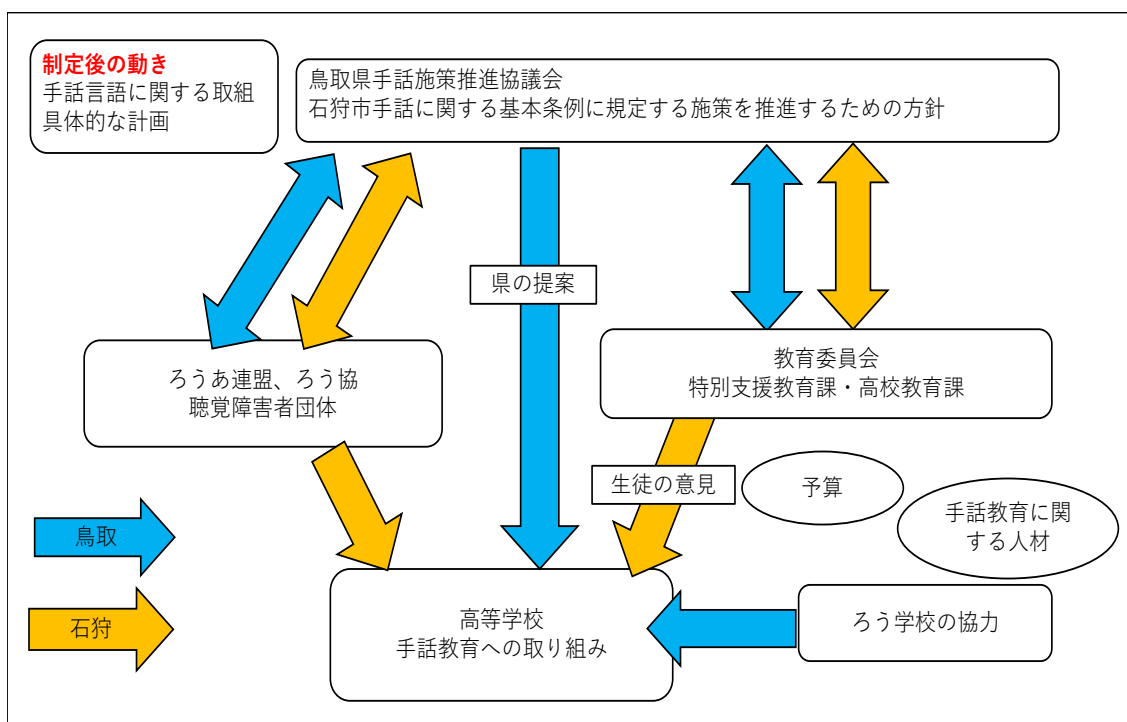 制定後の動き
手話言語に関する取組
具体的な計画
鳥取県手話施策推進協議会
石狩市手話に関する基本条例に規定する施策を推進するための方針
県の提案
ろうあ連盟、ろう協
聴覚障害者団体
教育委員会
特別支援教育課・高校教育課
生徒の意見
予算
手話教育に関
する人材
鳥取
石狩
高等学校
手話教育への取り組み
ろう学校の協力